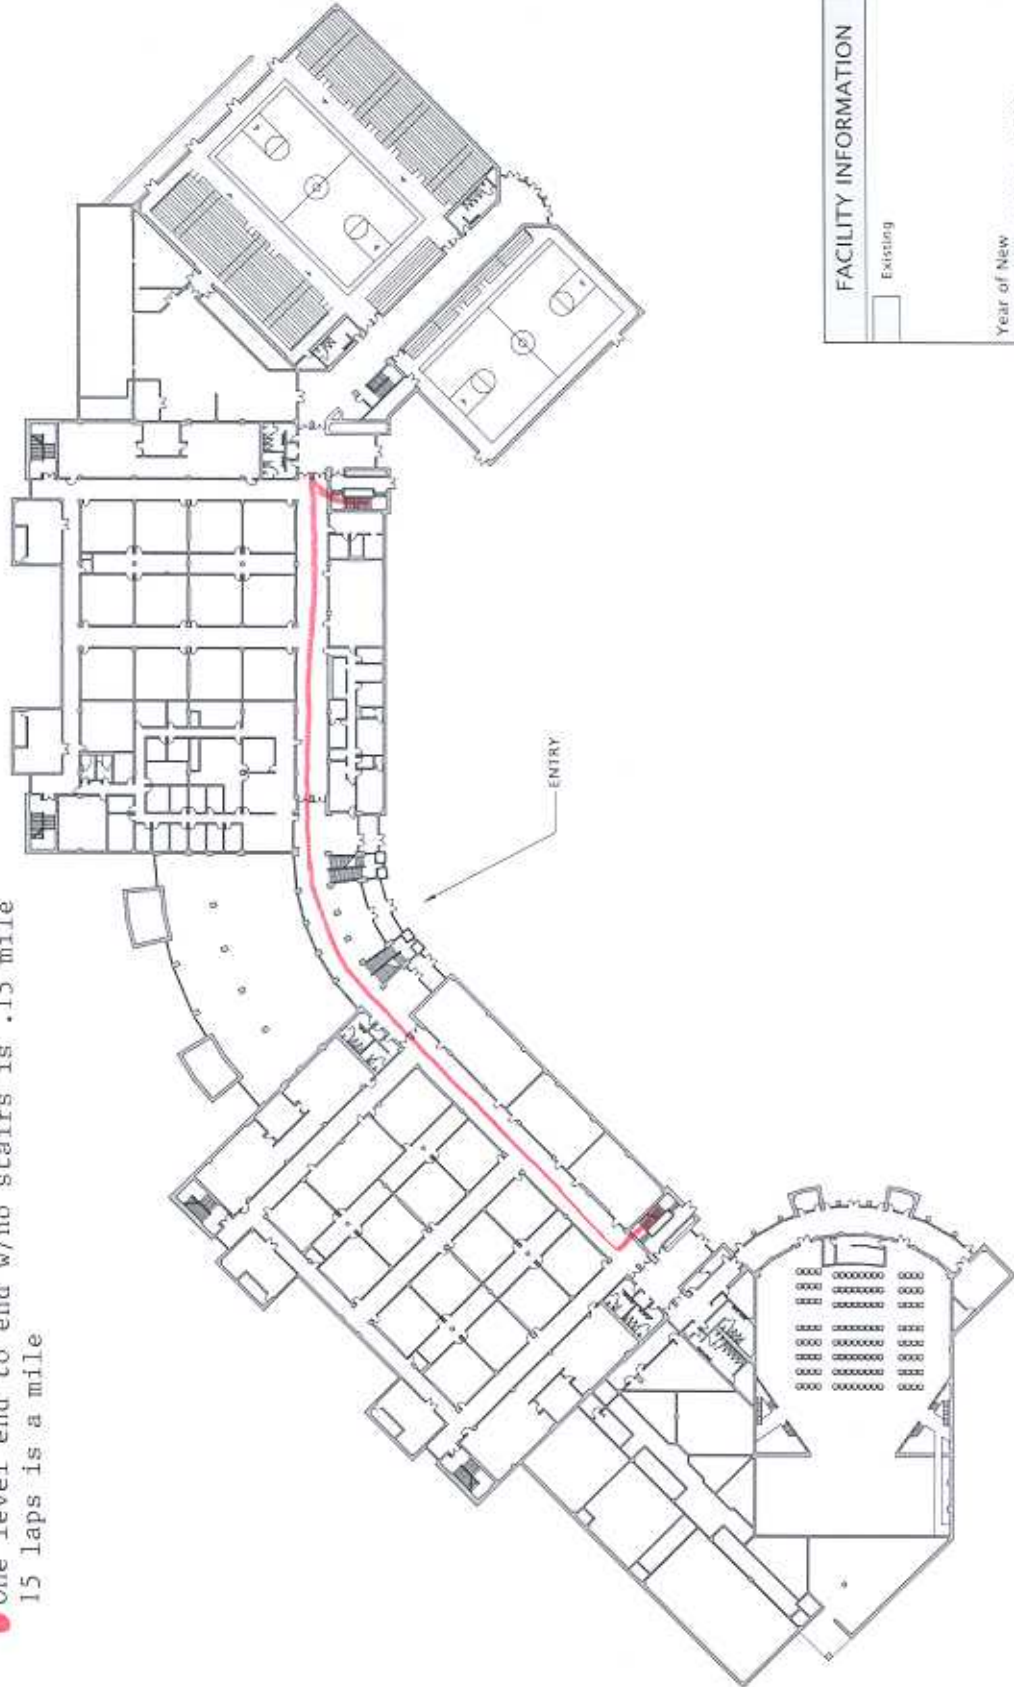 One level end to end w/no stairs is .15 mile
15 laps is a mile
ENTRY
FACILITY INFORMATION
Existing
Year of New